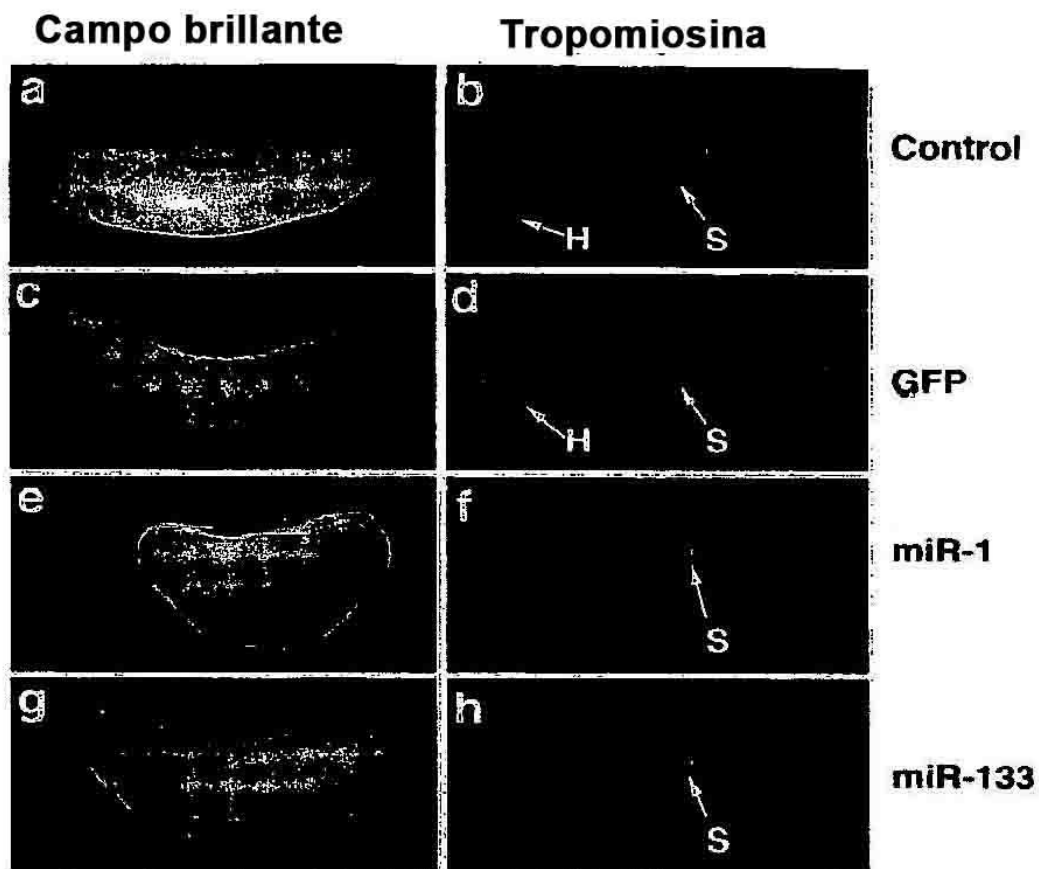 Campo brillante Tropomiosina
a b Control
H S
c d GFP
H S
e f miR-1
S
g h miR-133
S